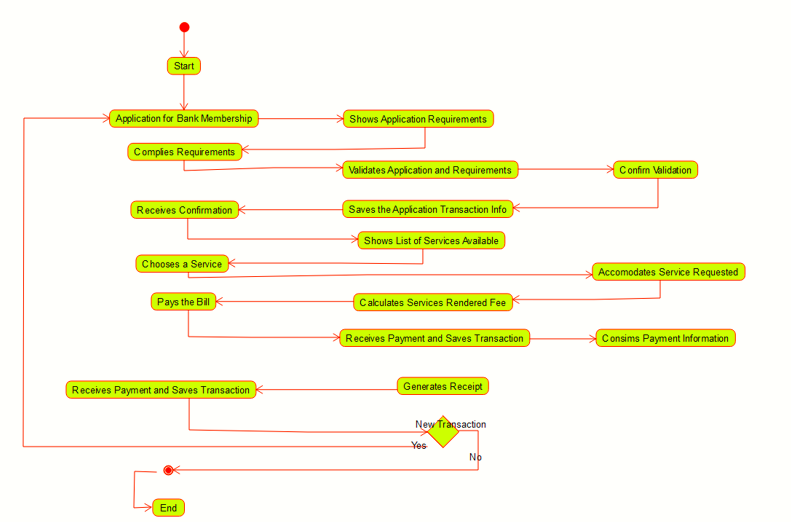 Start
Application for Bank Membership
Shows Application Requirements
Complies Requirements
Validates Application and Requirements
Confirn Validation
Receives Confirmation
Saves the Application Transaction Info
Shows List of Services Available
Chooses a Service
Accomodates Service Requested
Pays the Bill
Calculates Services Rendered Fee
Receives Payment and Saves Transaction
Consims Payment Information
Receives Payment and Saves Transaction
Generates Receipt
New Transaction
Yes
No
End